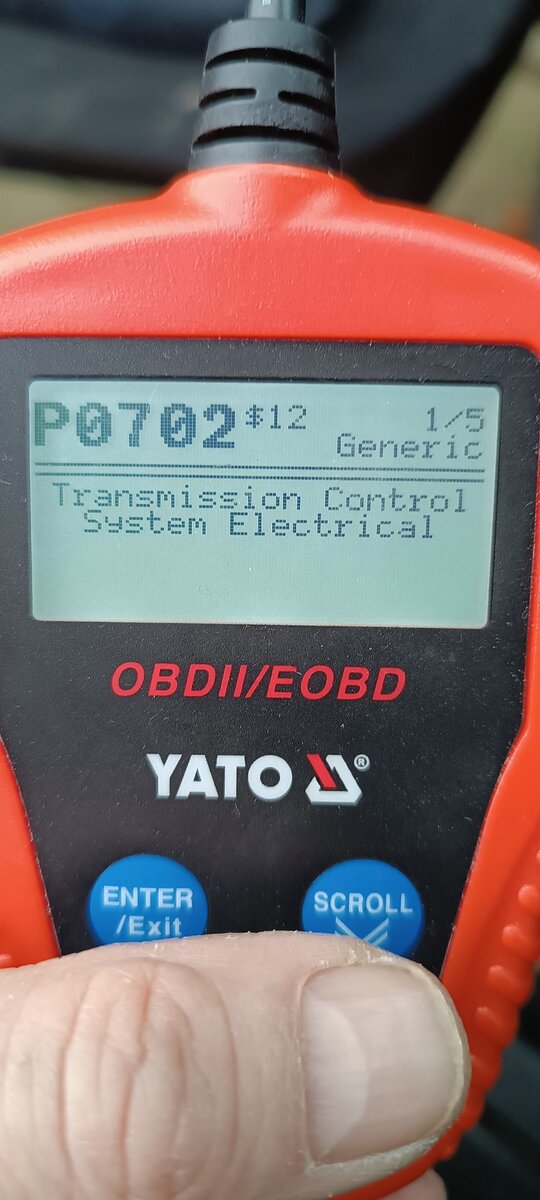 P0702 $12 1/5
Generic
Transmission Control
System Electrical
OBDII/EOBD
YATO ®
ENTER
/Exit
SCROLL